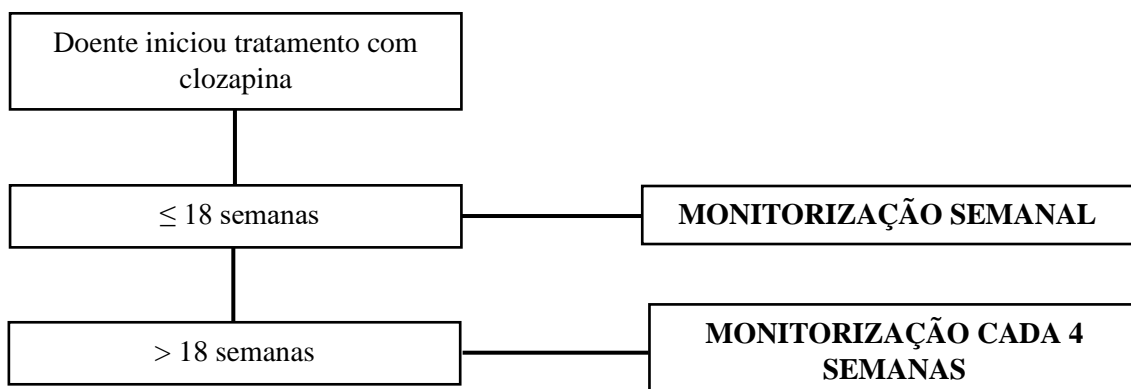 Doente iniciou tratamento com
clozapina
≤ 18 semanas
MONITORIZAÇÃO SEMANAL
> 18 semanas
MONITORIZAÇÃO CADA 4
SEMANAS